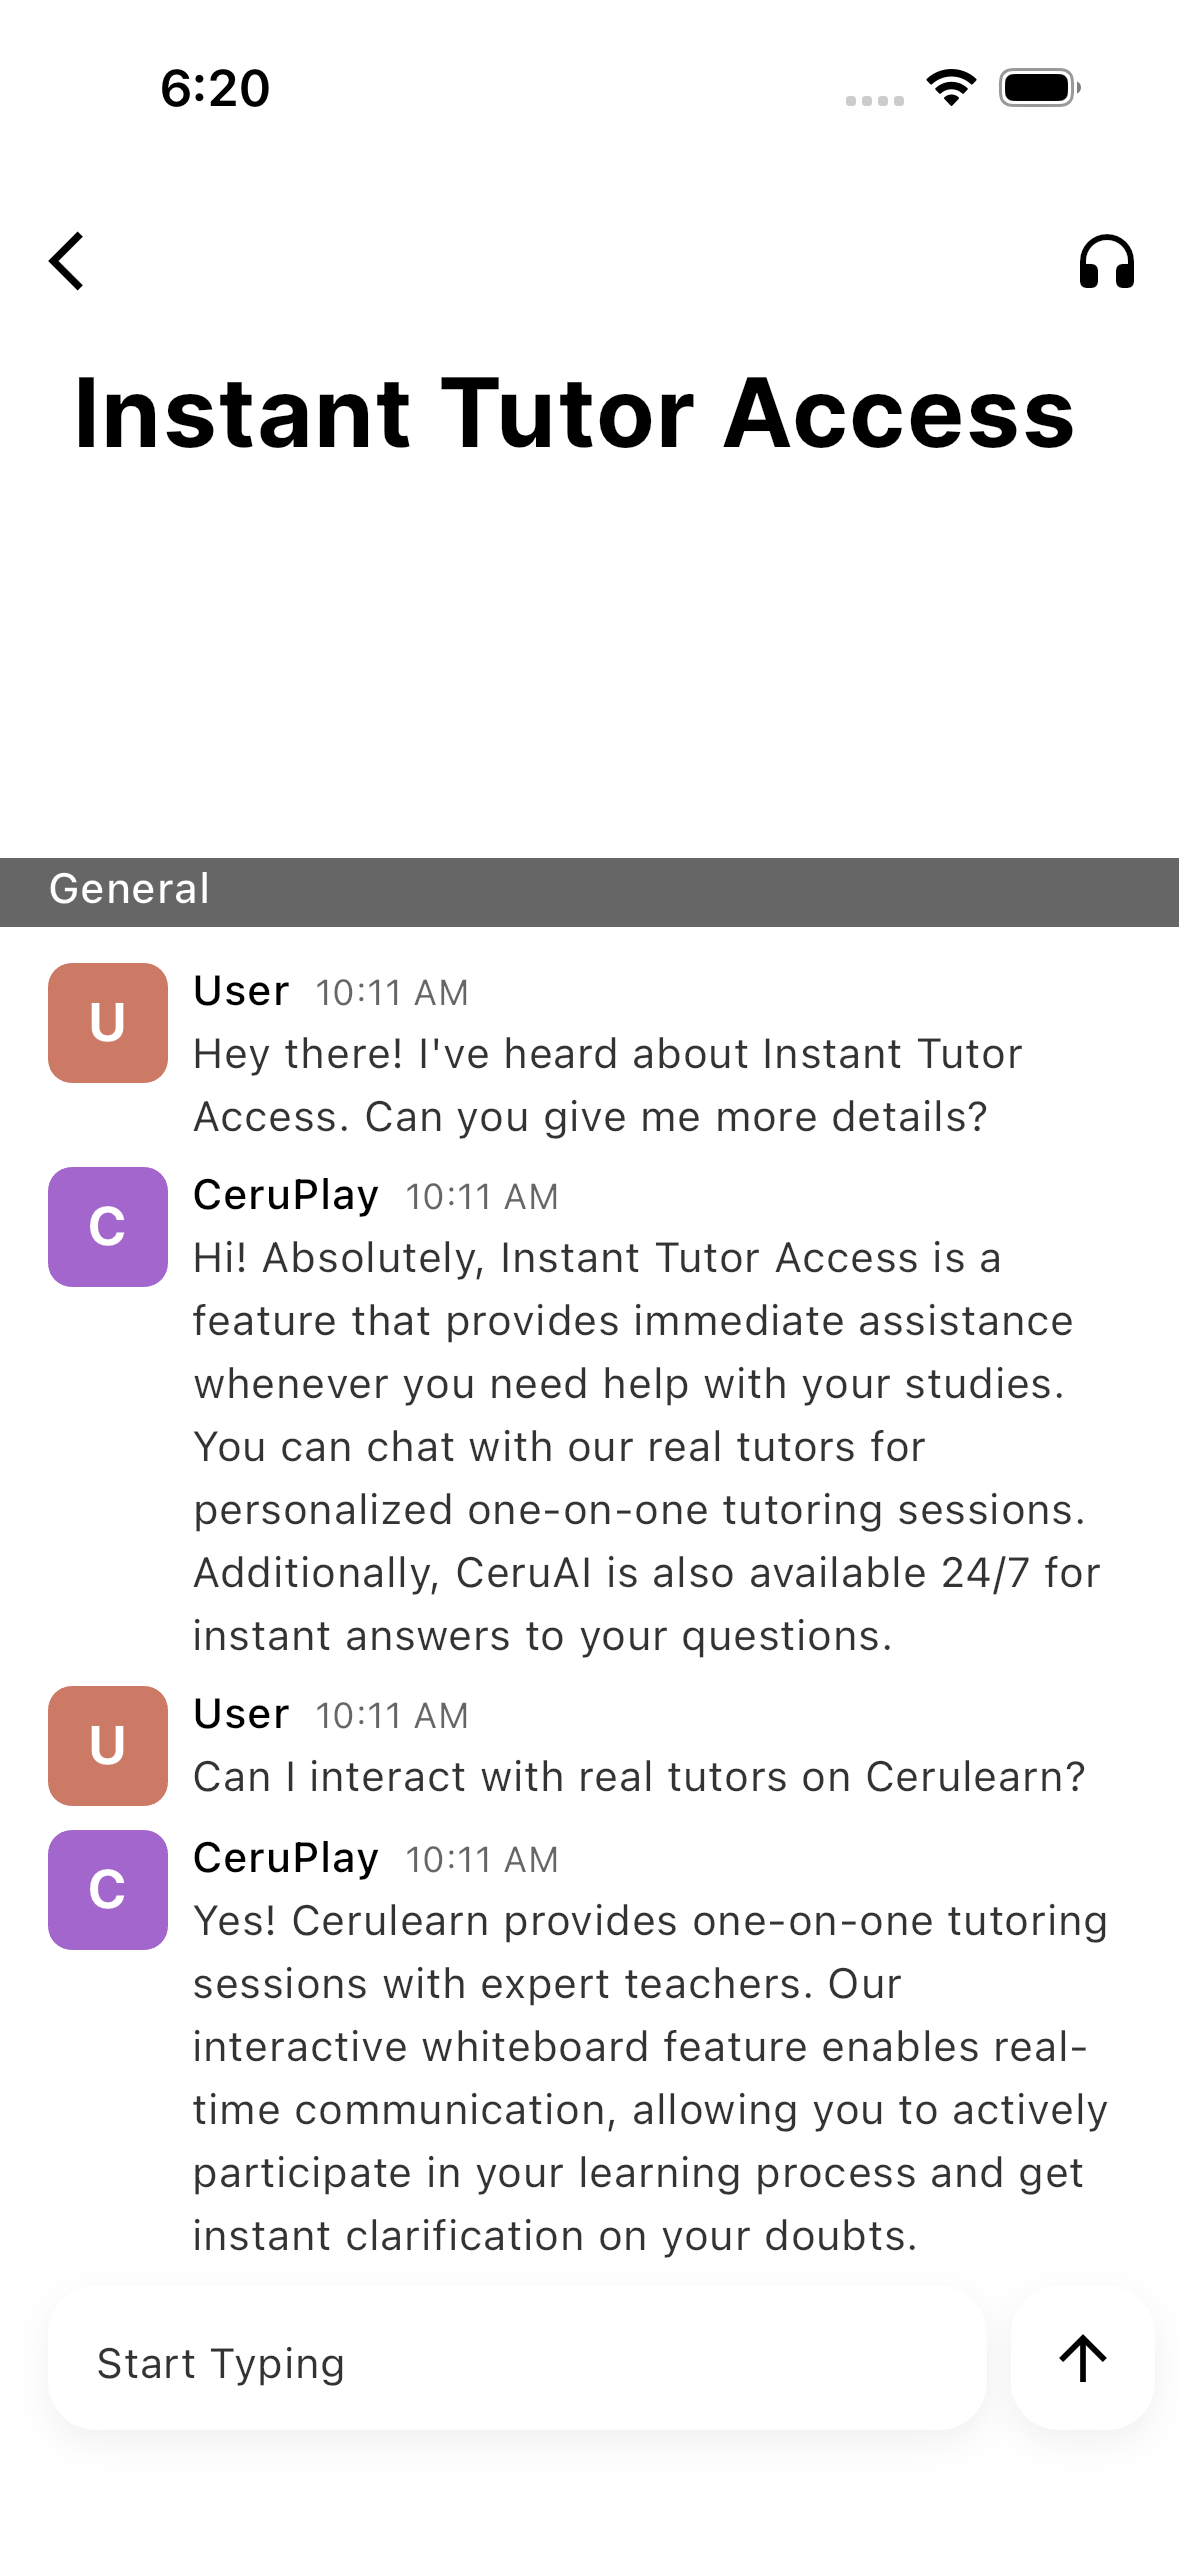 6:20
Instant Tutor Access
General
U
User 10:11 AM
Hey there! I've heard about Instant Tutor
Access. Can you give me more details?
C
CeruPlay 10:11 AM
Hi! Absolutely, Instant Tutor Access is a
feature that provides immediate assistance
whenever you need help with your studies.
You can chat with our real tutors for
personalized one-on-one tutoring sessions.
Additionally, CeruAI is also available 24/7 for
instant answers to your questions.
U
User 10:11 AM
Can I interact with real tutors on Cerulearn?
C
CeruPlay 10:11 AM
Yes! Cerulearn provides one-on-one tutoring
sessions with expert teachers. Our
interactive whiteboard feature enables real-
time communication, allowing you to actively
participate in your learning process and get
instant clarification on your doubts.
Start Typing